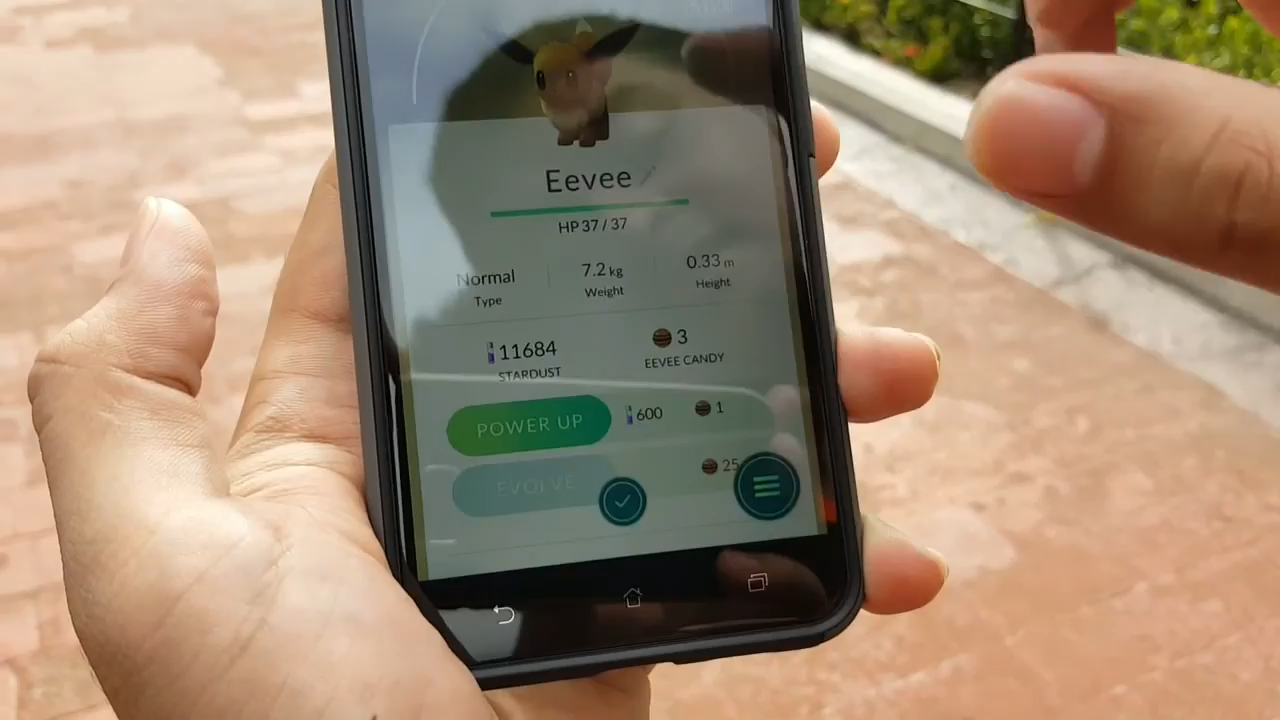 Eevee
HP 37 / 37
Normal
Type
7.2 kg
Weight
0.33 m
Height
11684
STARDUST
3
EEVEE CANDY
POWER UP
600
1
EVOLVE
25